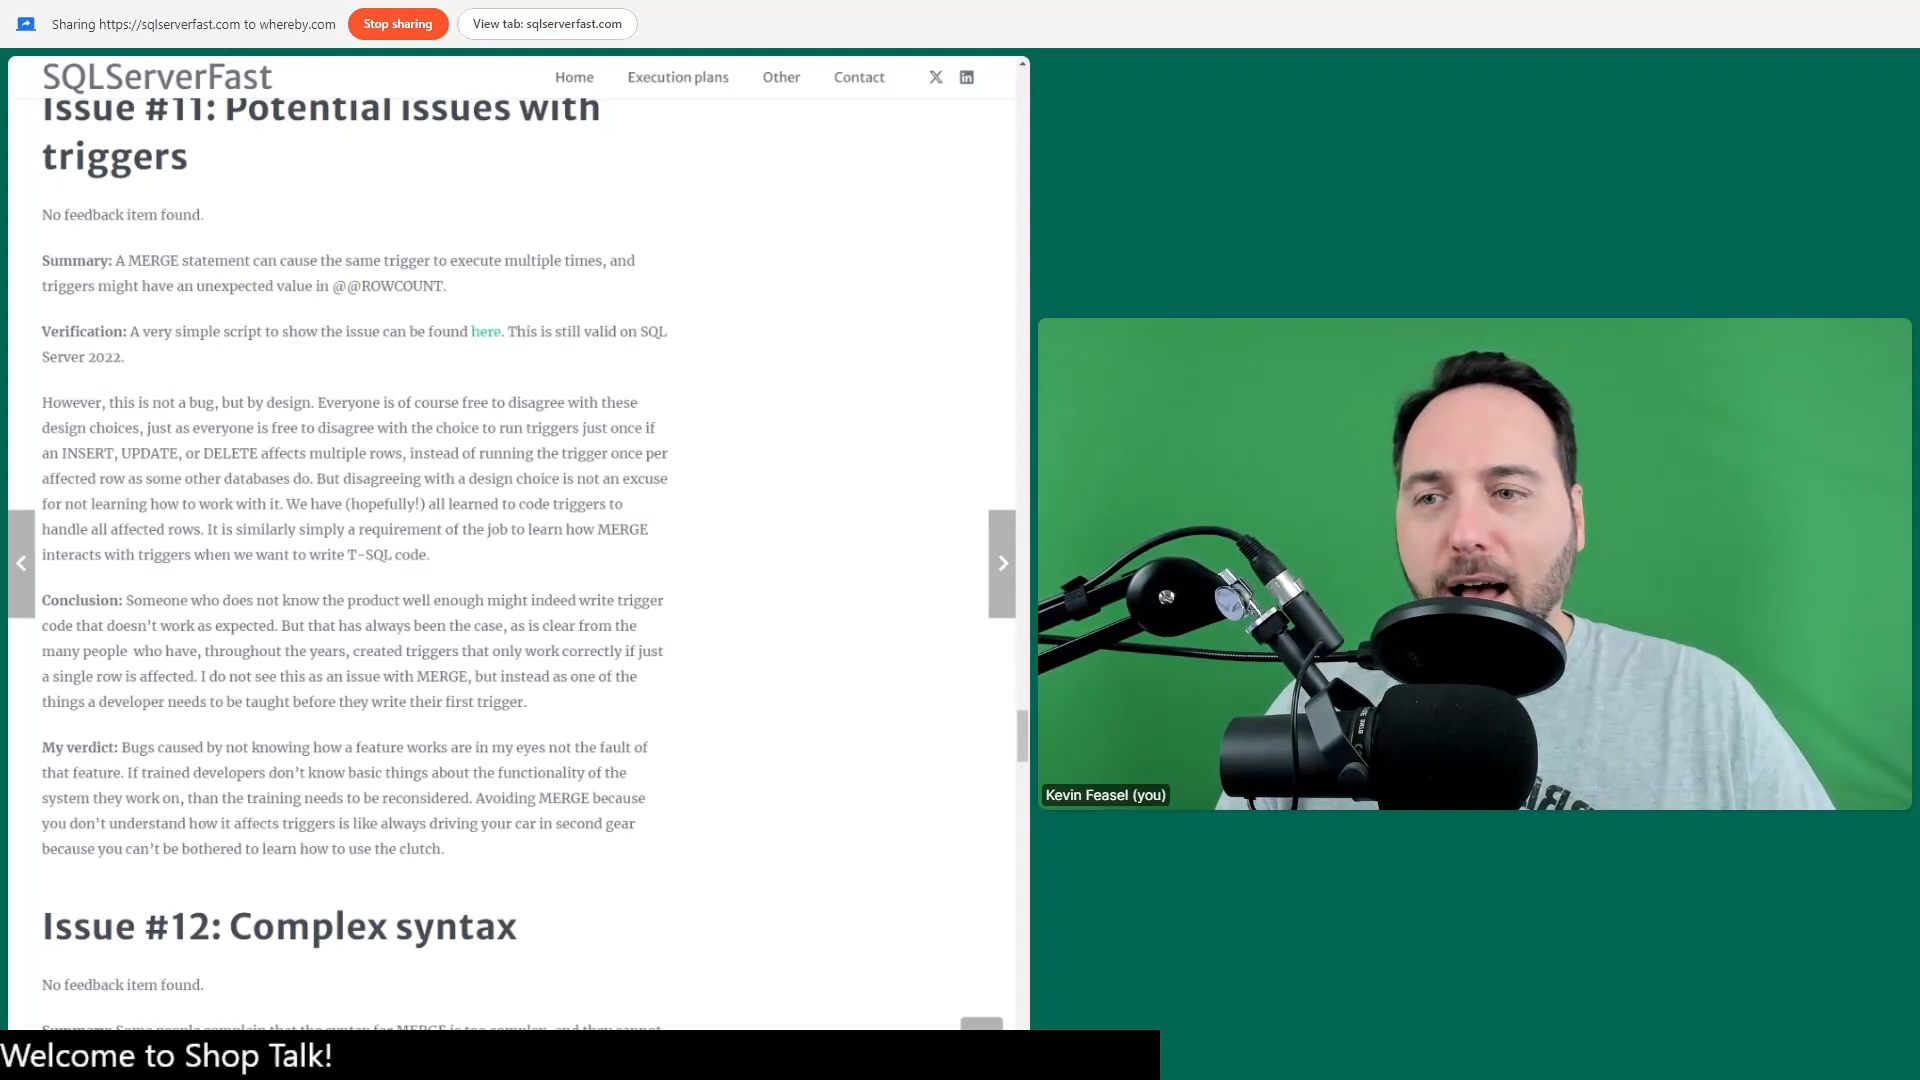 Sharing https://sqlserverfast.com to whereby.com
Stop sharing
View tab: sqlserverfast.com
SQLServerFast
Home
Execution plans
Other
Contact
Issue #11: Potential issues with
triggers
No feedback item found.
Summary: A MERGE statement can cause the same trigger to execute multiple times, and
triggers might have an unexpected value in @@ROWCOUNT.
Verification: A very simple script to show the issue can be found here. This is still valid on SQL
Server 2022.
However, this is not a bug, but by design. Everyone is of course free to disagree with these
design choices, just as everyone is free to disagree with the choice to run triggers just once if
an INSERT, UPDATE, or DELETE affects multiple rows, instead of running the trigger once per
affected row as some other databases do. But disagreeing with a design choice is not an excuse
for not learning how to work with it. We have (hopefully!) all learned to code triggers to
handle all affected rows. It is similarly simply a requirement of the job to learn how MERGE
interacts with triggers when we want to write T-SQL code.
Conclusion: Someone who does not know the product well enough might indeed write trigger
code that doesn't work as expected. But that has always been the case, as is clear from the
many people who have, throughout the years, created triggers that only work correctly if just
a single row is affected. I do not see this as an issue with MERGE, but instead as one of the
things a developer needs to be taught before they write their first trigger.
My verdict: Bugs caused by not knowing how a feature works are in my eyes not the fault of
that feature. If trained developers don't know basic things about the functionality of the
system they work on, than the training needs to be reconsidered. Avoiding MERGE because
you don't understand how it affects triggers is like always driving your car in second gear
because you can't be bothered to learn how to use the clutch.
Issue #12: Complex syntax
No feedback item found.
Summary: Some people complain that the syntax for MERGE is too complex, and they cannot
Kevin Feasel (you)
Welcome to Shop Talk!